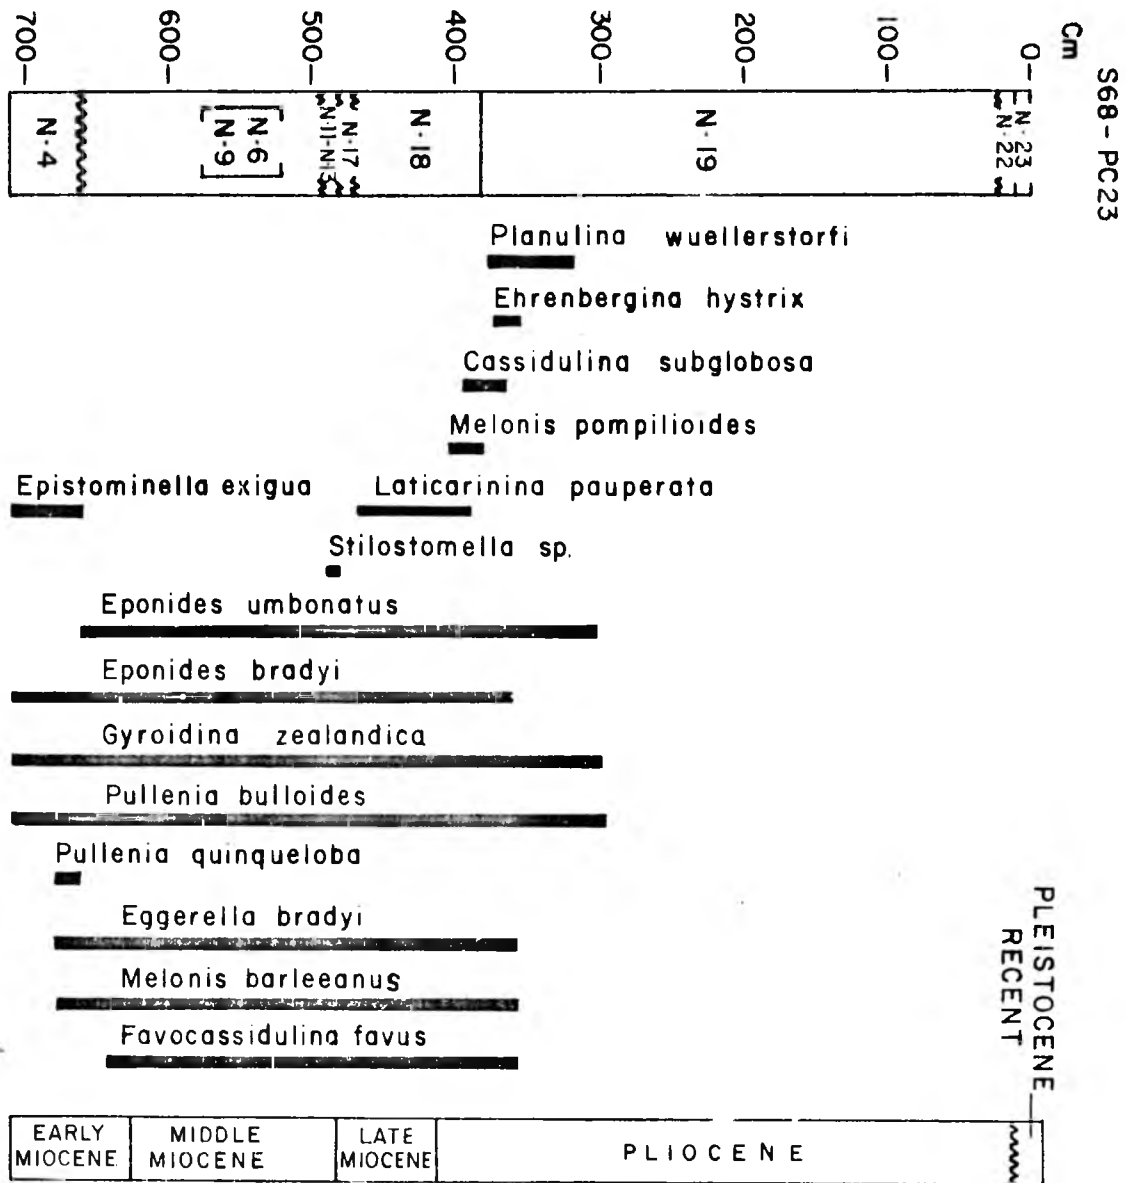 S68-PC23
Cm
7000
6000
500
400
300
200
100
0
N·4
N·9
N·6
N·11-N·13
N·17
N·18
N·19
N·22
N·23
Planulina wuellerstorfi
Ehrenbergina hystrix
Cassidulina subglobosa
Melonis pompilioides
Epistominella exigua
Laticarinina pauperata
Stilostomella sp.
Eponides umbonatus
Eponides bradyi
Gyroidina zealandica
Pullenia bulloides
Pullenia quinqueloba
Eggerella bradyi
Melonis barleeanus
Favocassidulina favus
PLEISTOCENE
RECENT
EARLY
MIOCENE
MIDDLE
MIOCENE
LATE
MIOCENE
PLIOCENE